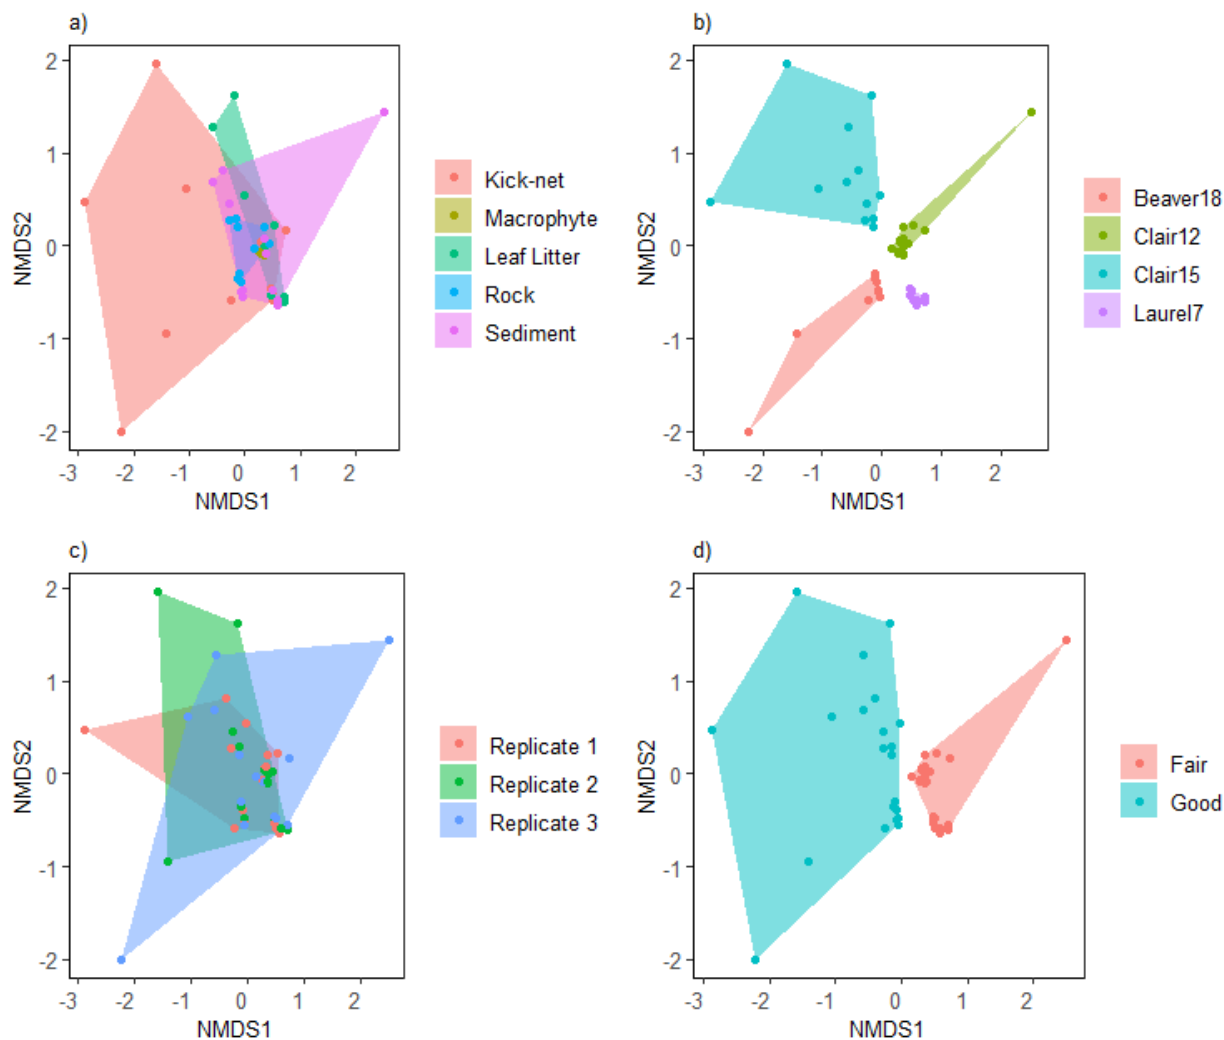 a)
2
1
0
-1
-2
NMDS2
-3
-2
-1
0
1
2
NMDS1
Kick-net
Macrophyte
Leaf Litter
Rock
Sediment
b)
2
1
0
-1
-2
NMDS2
-3
-2
-1
0
1
2
NMDS1
Beaver18
Clair12
Clair15
Laurel7
c)
2
1
0
-1
-2
NMDS2
-3
-2
-1
0
1
2
NMDS1
Replicate 1
Replicate 2
Replicate 3
d)
2
1
0
-1
-2
NMDS2
-3
-2
-1
0
1
2
NMDS1
Fair
Good